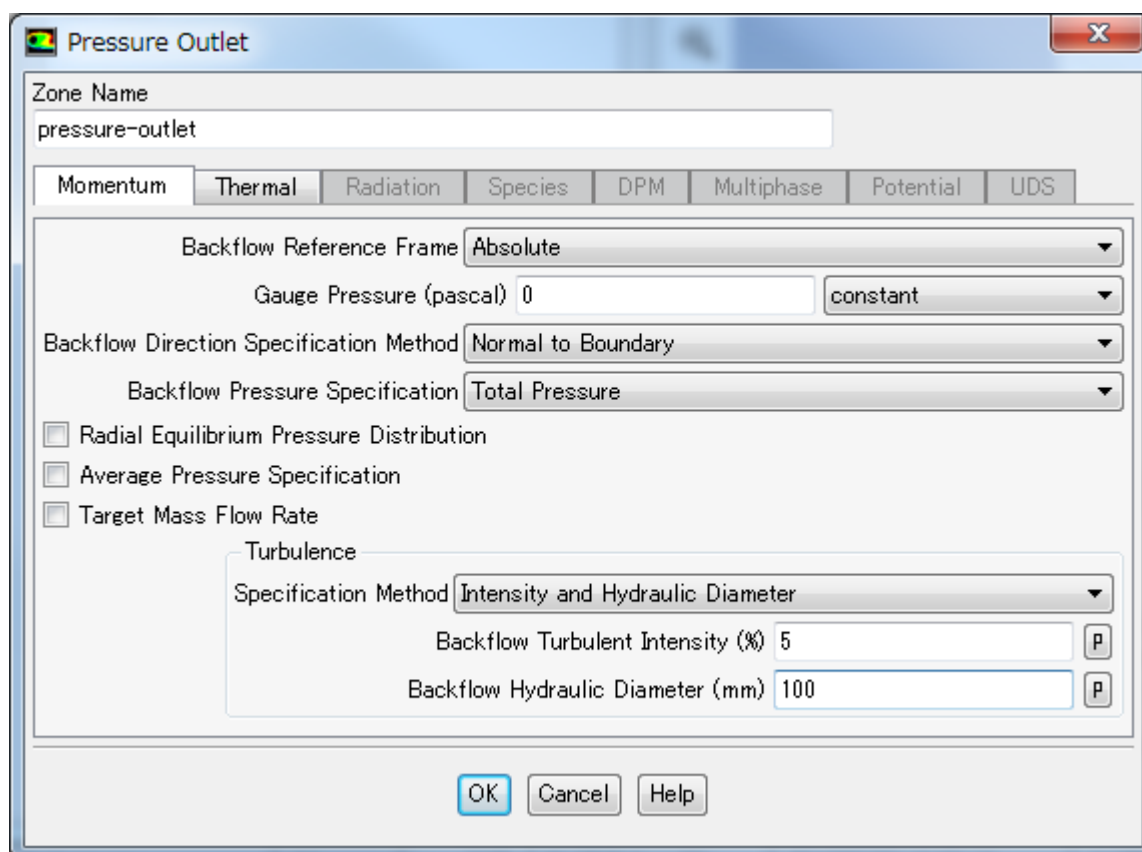 Pressure Outlet
Zone Name
pressure-outlet
Momentum Thermal Radiation Species DPM Multiphase Potential UDS
Backflow Reference Frame Absolute
Gauge Pressure (pascal) 0 constant
Backflow Direction Specification Method Normal to Boundary
Backflow Pressure Specification Total Pressure
Radial Equilibrium Pressure Distribution
Average Pressure Specification
Target Mass Flow Rate
Turbulence
Specification Method Intensity and Hydraulic Diameter
Backflow Turbulent Intensity (%) 5 P
Backflow Hydraulic Diameter (mm) 100 P
OK Cancel Help